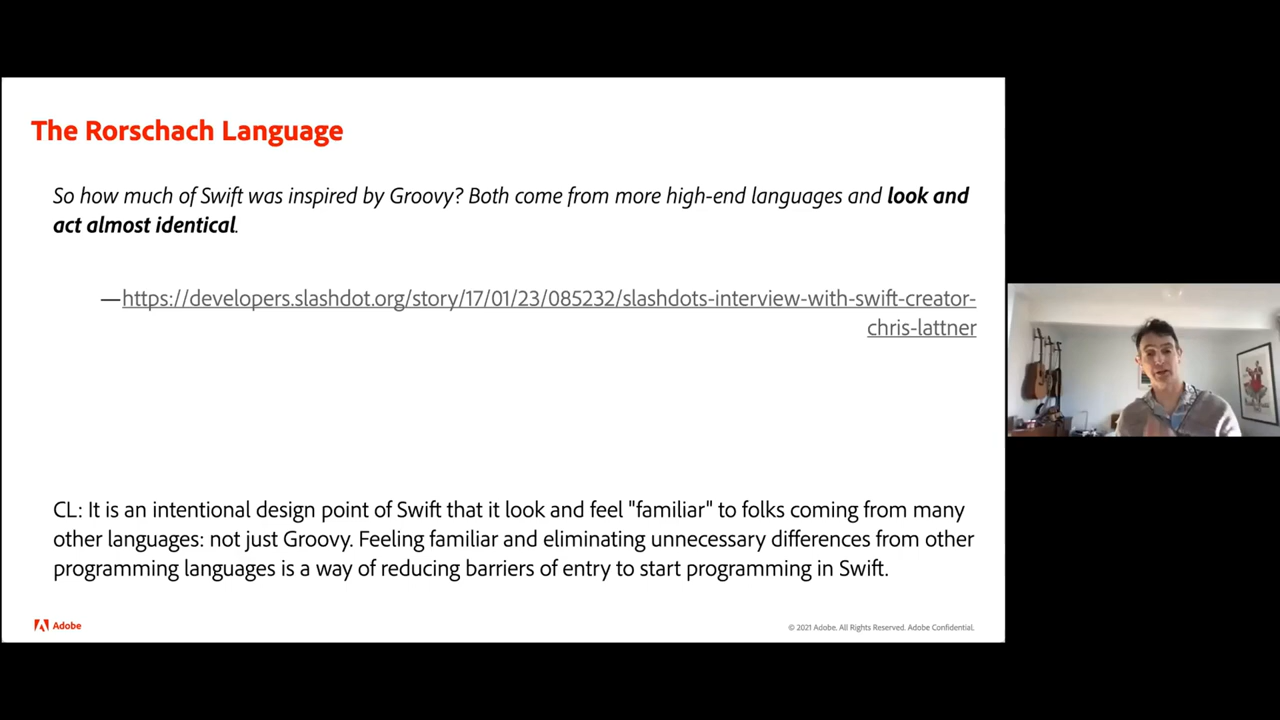 The Rorschach Language
So how much of Swift was inspired by Groovy? Both come from more high-end languages and look and
act almost identical.
—https://developers.slashdot.org/story/17/01/23/085232/slashdots-interview-with-swift-creator-
chris-lattner
CL: It is an intentional design point of Swift that it look and feel "familiar" to folks coming from many
other languages: not just Groovy. Feeling familiar and eliminating unnecessary differences from other
programming languages is a way of reducing barriers of entry to start programming in Swift.
Adobe
© 2021 Adobe. All Rights Reserved. Adobe Confidential.